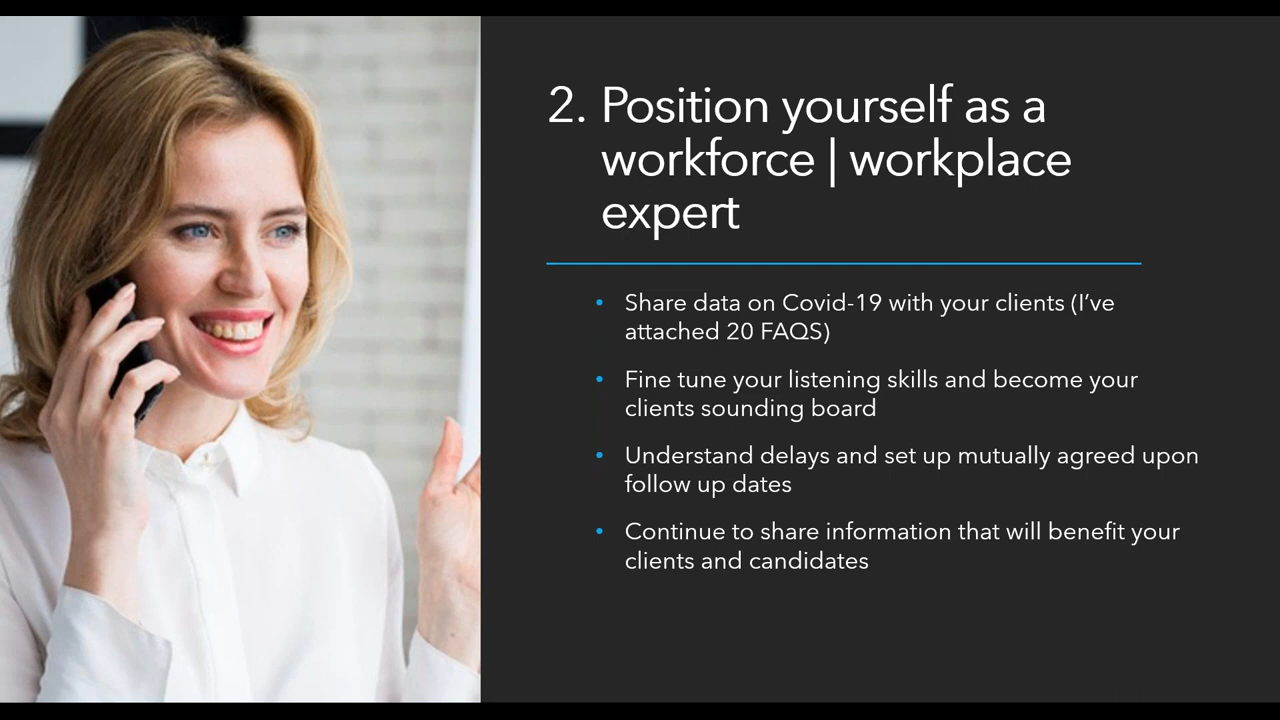 2. Position yourself as a
workforce | workplace
expert
• Share data on Covid-19 with your clients (I’ve
attached 20 FAQS)
• Fine tune your listening skills and become your
clients sounding board
• Understand delays and set up mutually agreed upon
follow up dates
• Continue to share information that will benefit your
clients and candidates